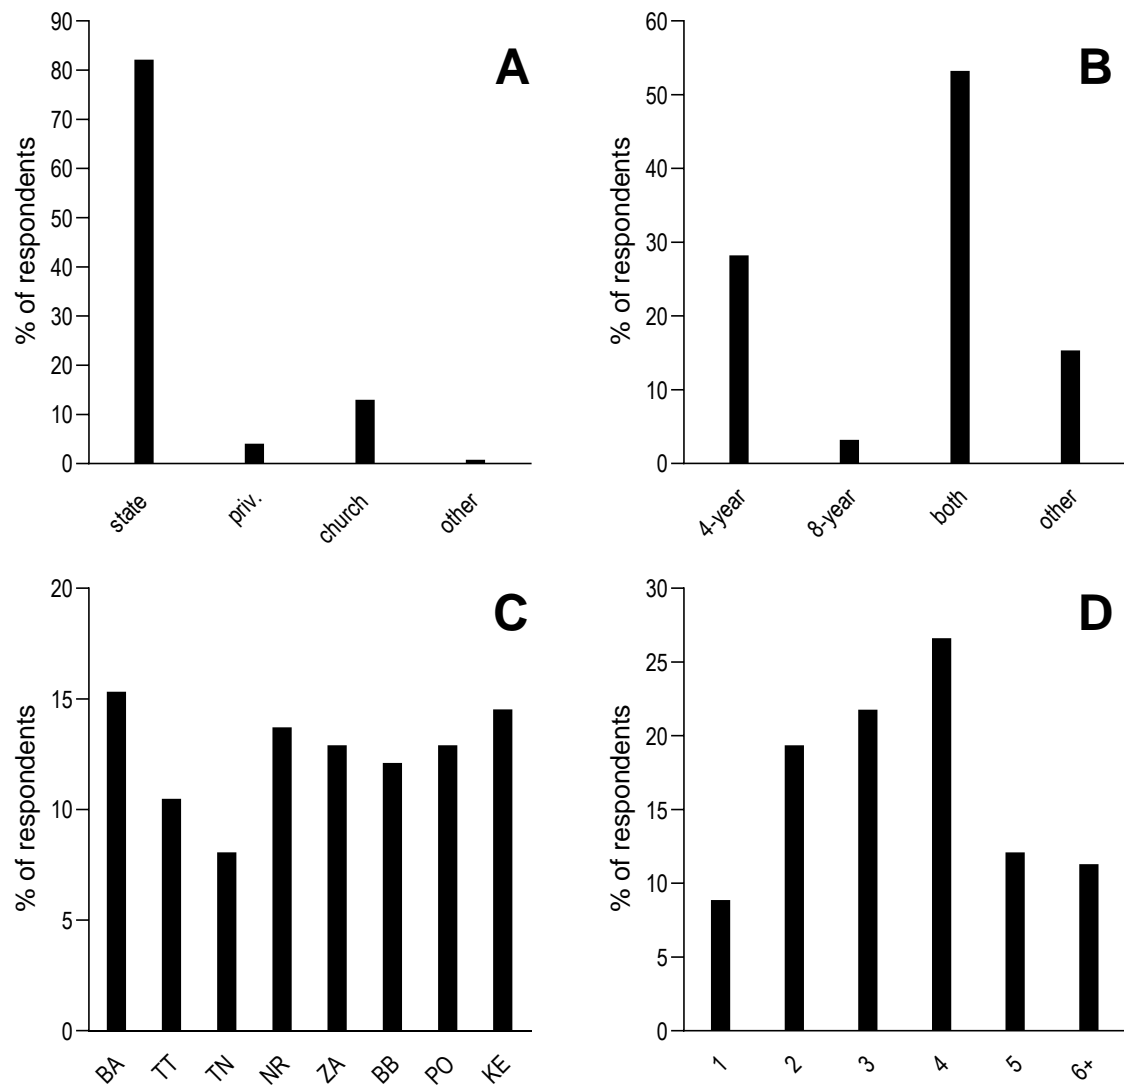 A
% of respondents
90
80
70
60
50
40
30
20
10
0
state
priv.
church
other
B
% of respondents
60
50
40
30
20
10
0
4-year
8-year
both
other
C
% of respondents
20
15
10
5
0
BA
TT
TN
NR
ZA
BB
PO
KE
D
% of respondents
30
25
20
15
10
5
0
1
2
3
4
5
6+